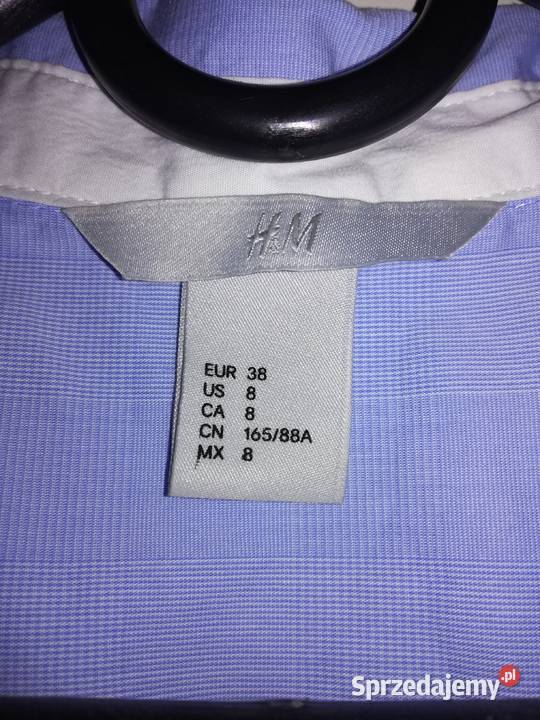 H&M
EUR 38
US 8
CA 8
CN 165/88A
MX 8
Sprzedajemy.pl